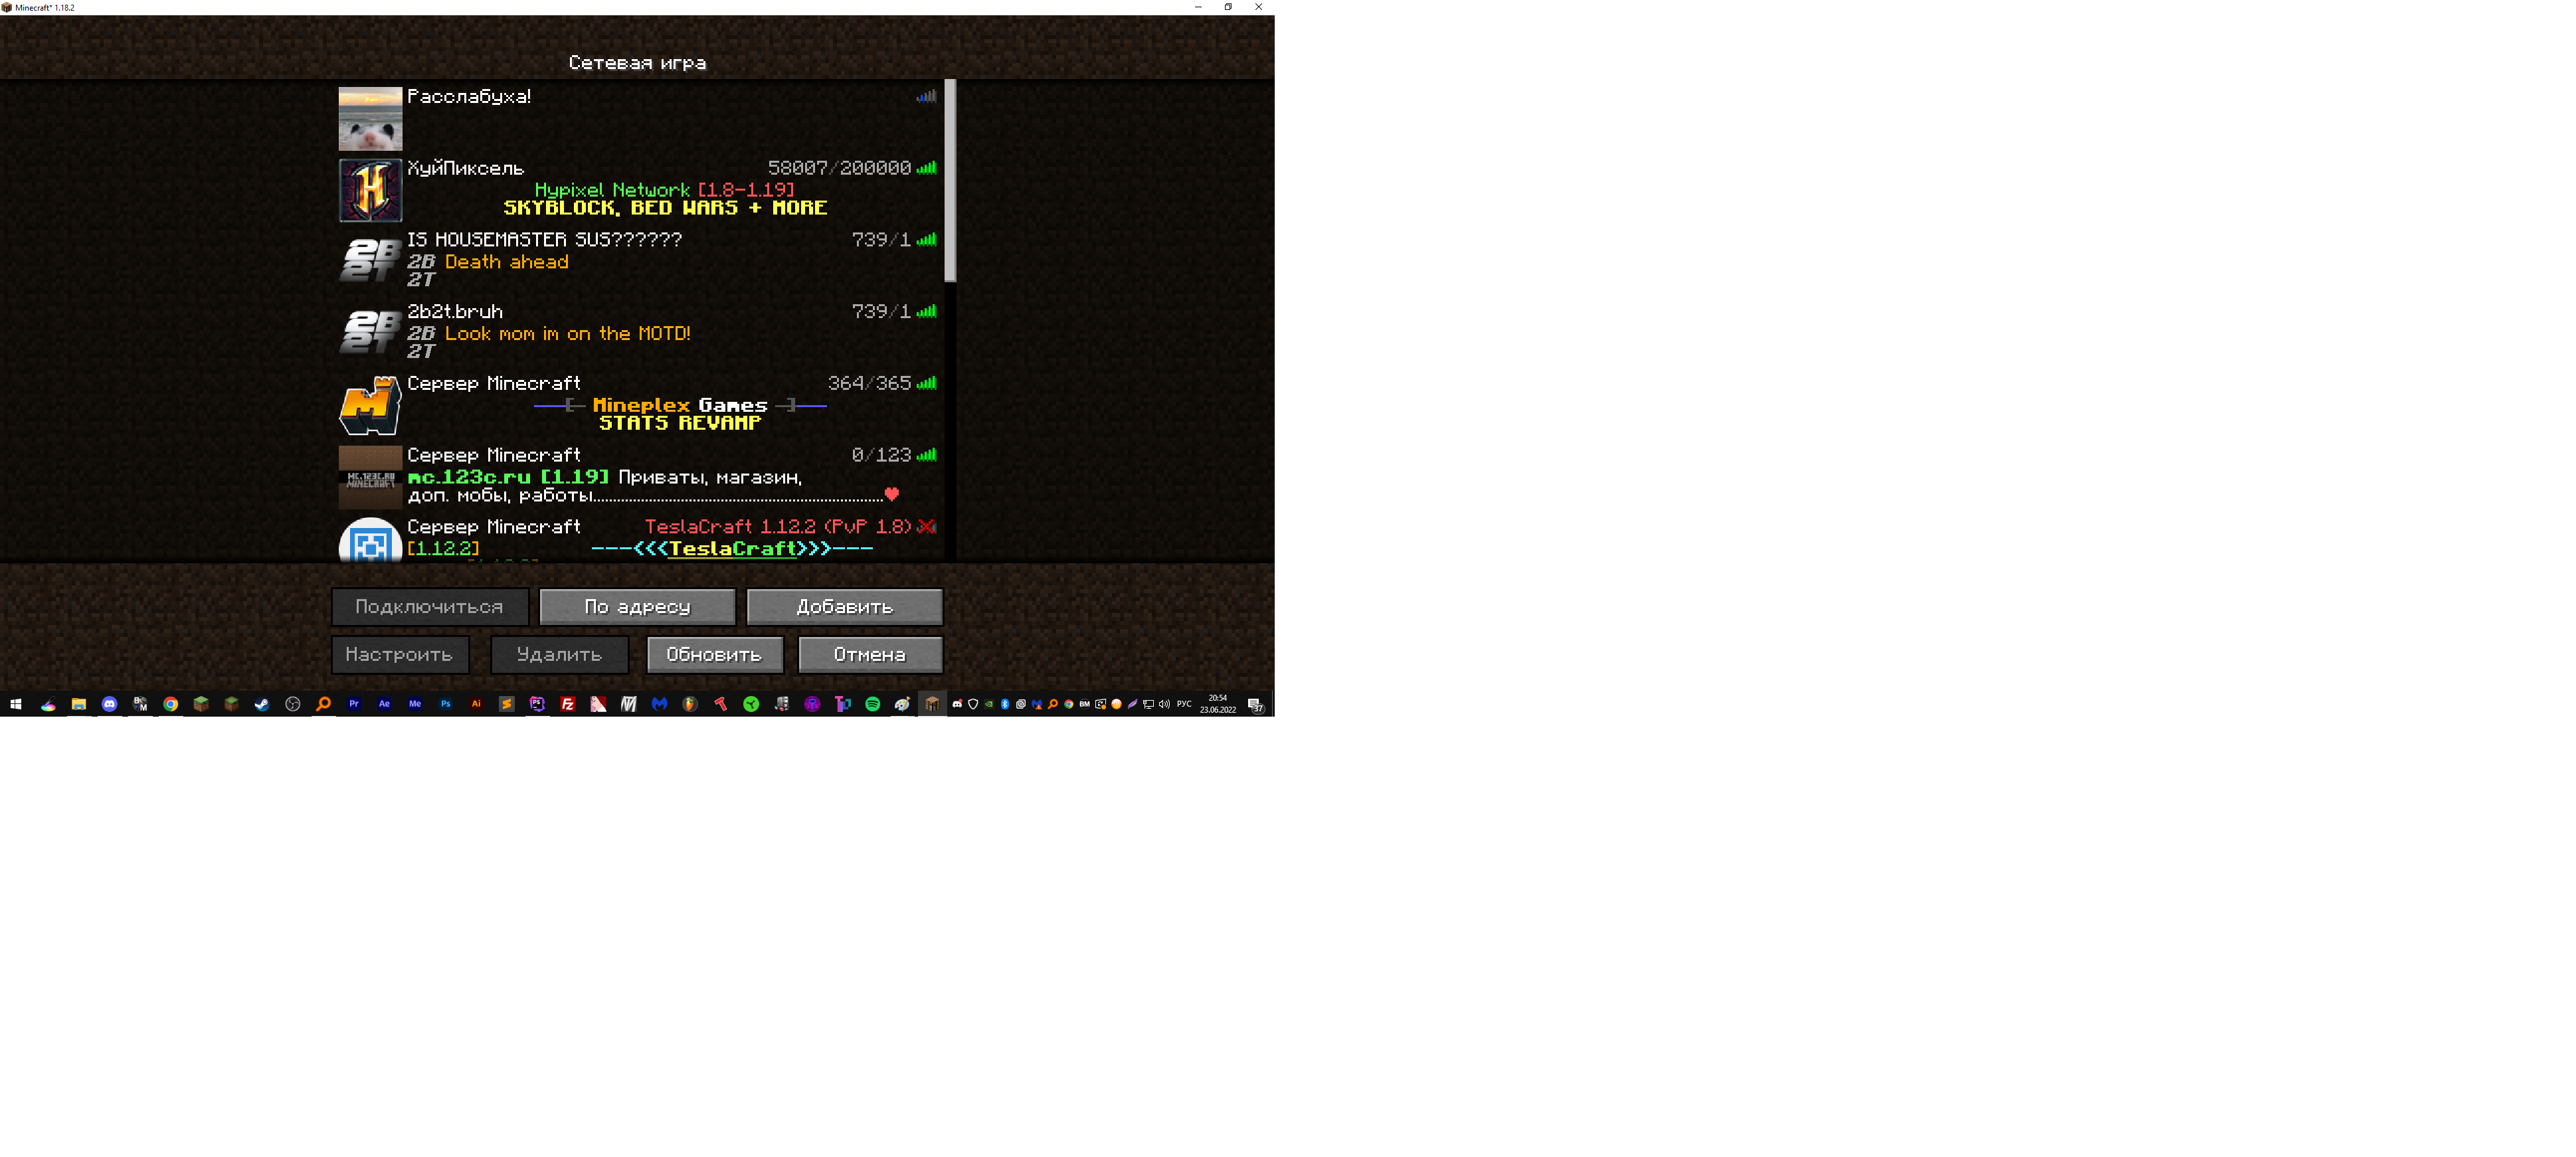 Minecraft* 1.18.2
Сетевая игра
Расслабуха!
ХуйПиксель 58007/200000
Hypixel Network [1.8-1.19]
SKYBLOCK, BED WARS + MORE
IS HOUSEMASTER SUS?????? 739/1
2B Death ahead
2T
2b2t.bruh 739/1
2B Look mom im on the MOTD!
2T
Сервер Minecraft 364/365
Mineplex Games
STATS REVAMP
Сервер Minecraft 0/123
mc.123c.ru [1.19] Приваты, магазин,
доп. мобы, работы.......................................................................❤
Сервер Minecraft TeslaCraft 1.12.2 (PvP 1.8)
[1.12.2] ---<<<TeslaCraft>>>---
Подключиться По адресу Добавить
Настроить Удалить Обновить Отмена
РУС 20:54
23.06.2022 37